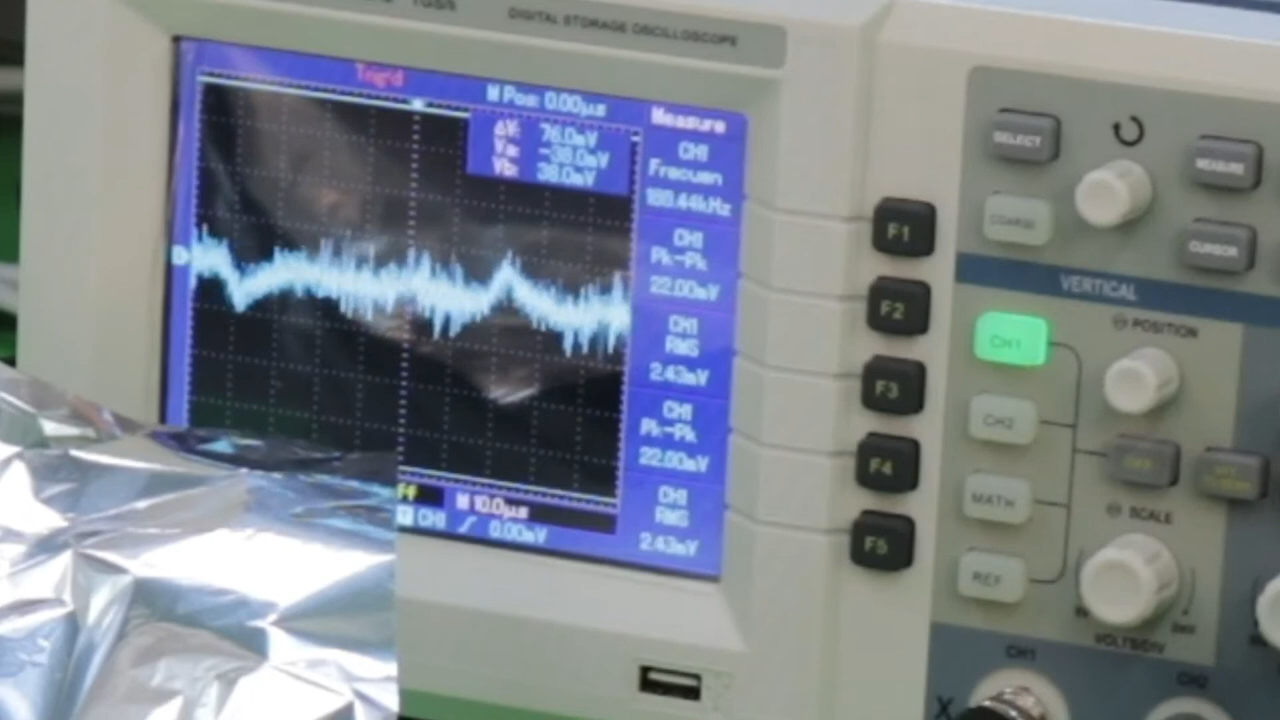 DIGITAL STORAGE OSCILLOSCOPE
Trig'd
M Pos: 0.00µs
ΔV: 76.0mV
Va: -38.0mV
Vb: 38.0mV
Measure
CH1
Frecuen
CH1
Pk-Pk
22.00mV
CH1
RMS
2.43mV
CH1
Pk-Pk
22.00mV
CH1
RMS
2.43mV
FF
M 10.0µs
CH1
0.00mV
F1
F2
F3
F4
F5
SELECT
MEASURE
COARSE
CURSOR
VERTICAL
POSITION
CH1
CH2
OFF
MATH
SCALE
REF
VOLTS/DIV
CH1
CH2
X